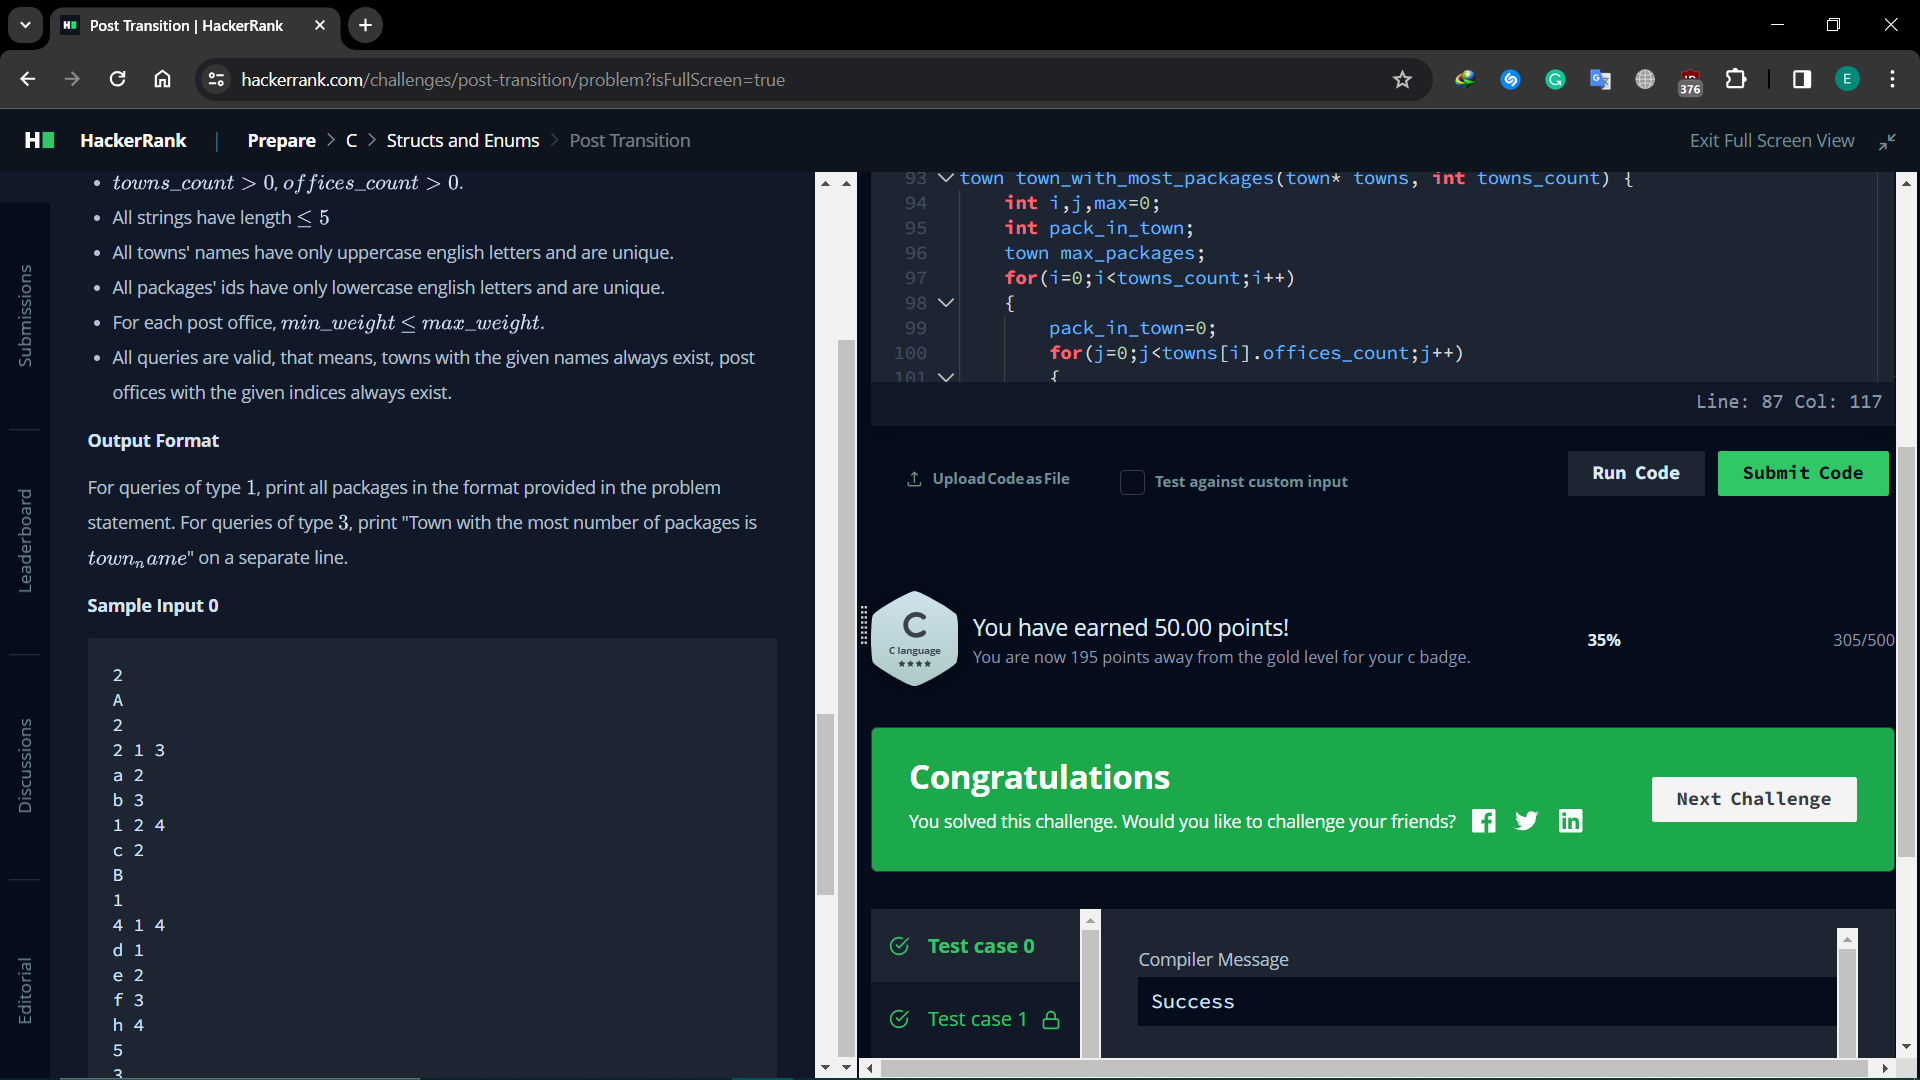 Post Transition | HackerRank
hackerrank.com/challenges/post-transition/problem?isFullScreen=true
376
E
HackerRank
Prepare > C > Structs and Enums > Post Transition
Exit Full Screen View
Submissions
Leaderboard
Discussions
Editorial
• towns_count > 0, offices_count > 0.
• All strings have length ≤ 5
• All towns' names have only uppercase english letters and are unique.
• All packages' ids have only lowercase english letters and are unique.
• For each post office, min_weight ≤ max_weight.
• All queries are valid, that means, towns with the given names always exist, post
offices with the given indices always exist.
Output Format
For queries of type 1, print all packages in the format provided in the problem
statement. For queries of type 3, print "Town with the most number of packages is
townₙame" on a separate line.
Sample Input 0
2
A
2
2 1 3
a 2
b 3
1 2 4
c 2
B
1
4 1 4
d 1
e 2
f 3
h 4
5
3
93 town town_with_most_packages(town* towns, int towns_count) {
94 int i,j,max=0;
95 int pack_in_town;
96 town max_packages;
97 for(i=0;i<towns_count;i++)
98 {
99 pack_in_town=0;
100 for(j=0;j<towns[i].offices_count;j++)
101 {
Line: 87 Col: 117
Upload Code as File
Test against custom input
Run Code
Submit Code
C
C language
You have earned 50.00 points!
You are now 195 points away from the gold level for your c badge.
35%
305/500
Congratulations
You solved this challenge. Would you like to challenge your friends?
Next Challenge
Test case 0
Test case 1
Compiler Message
Success